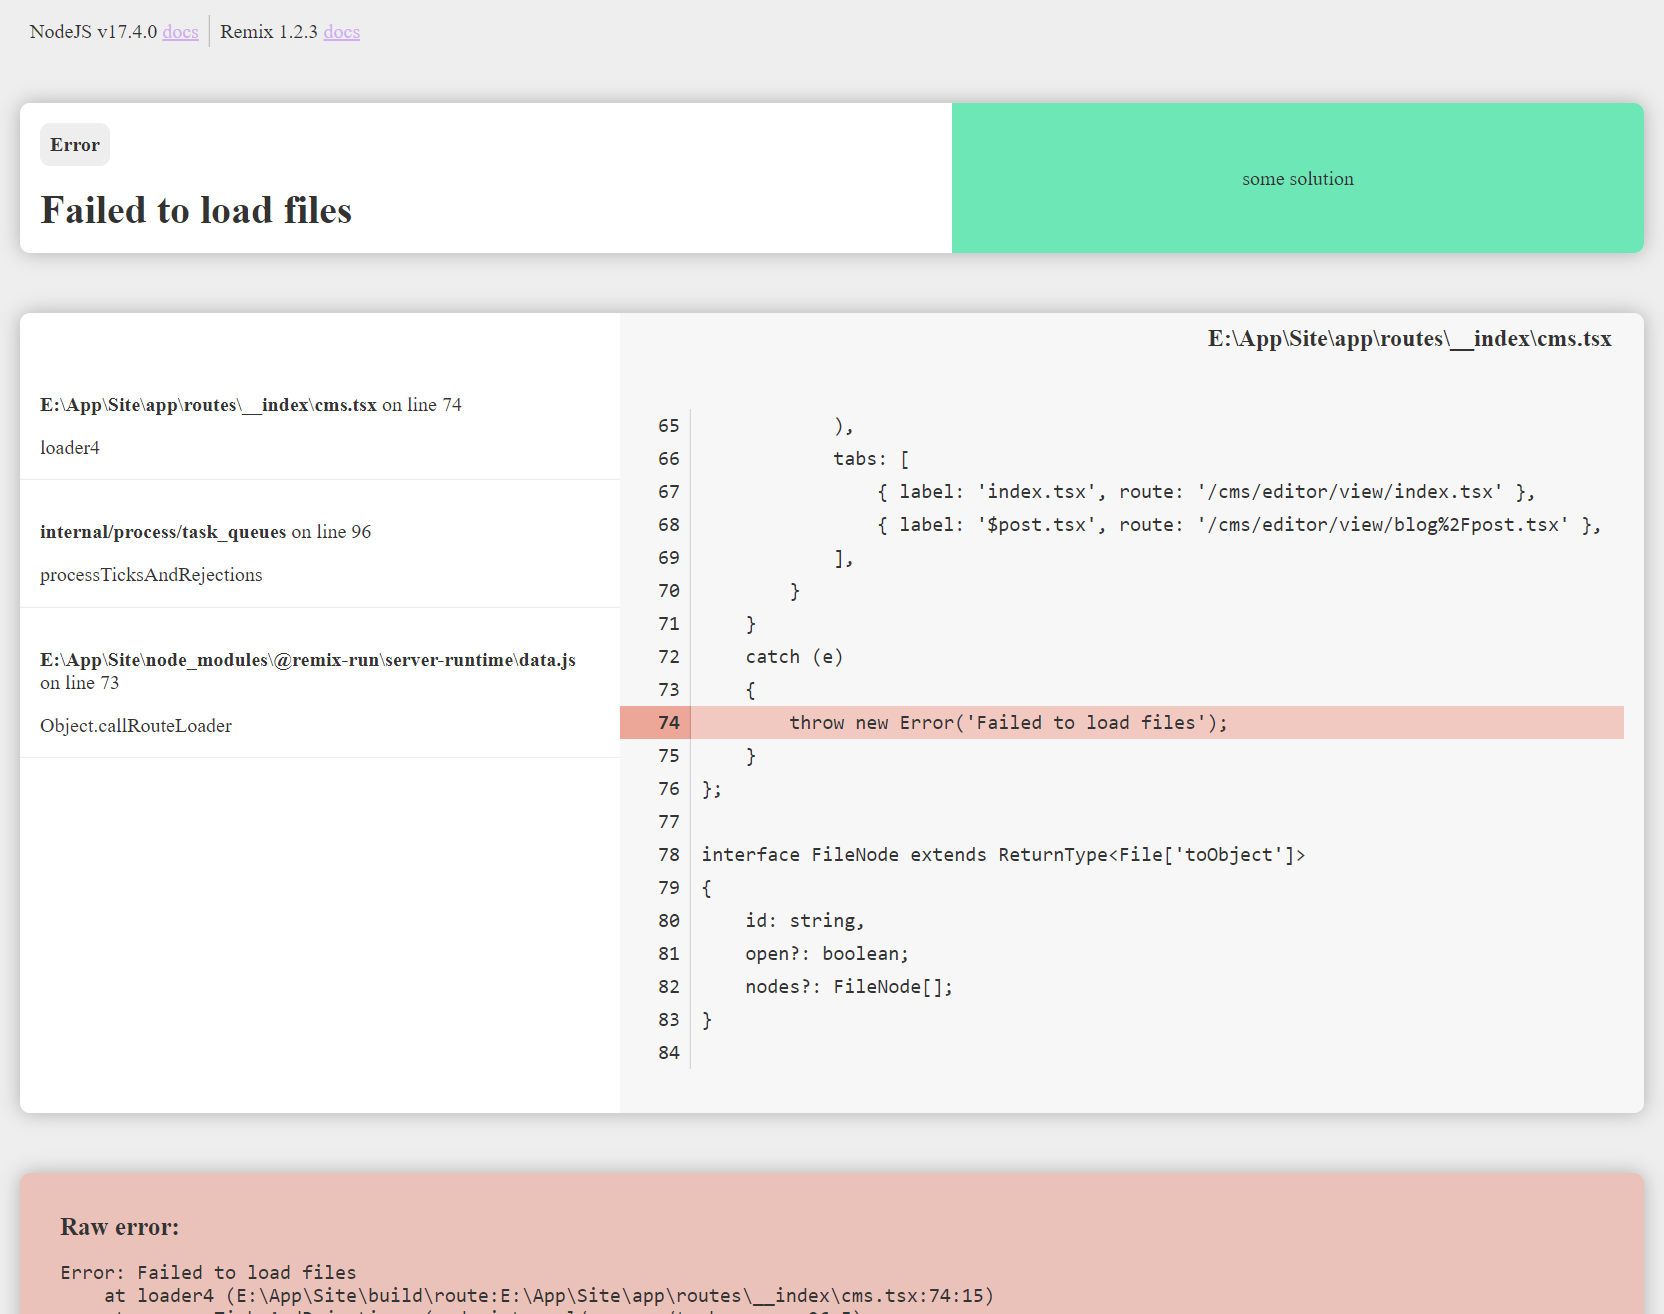 NodeJS v17.4.0 docs Remix 1.2.3 docs
Error
Failed to load files
some solution
E:\App\Site\app\routes\__index\cms.tsx on line 74
loader4
internal/process/task_queues on line 96
processTicksAndRejections
E:\App\Site\node_modules\@remix-run\server-runtime\data.js
on line 73
Object.callRouteLoader
E:\App\Site\app\routes\__index\cms.tsx
65 ),
66 tabs: [
67 { label: 'index.tsx', route: '/cms/editor/view/index.tsx' },
68 { label: '$post.tsx', route: '/cms/editor/view/blog%2Fpost.tsx' },
69 ],
70 }
71 }
72 catch (e)
73 {
74 throw new Error('Failed to load files');
75 }
76 };
77
78 interface FileNode extends ReturnType<File['toObject']>
79 {
80 id: string,
81 open?: boolean;
82 nodes?: FileNode[];
83 }
84
Raw error:
Error: Failed to load files
at loader4 (E:\App\Site\build\route:E:\App\Site\app\routes\__index\cms.tsx:74:15)